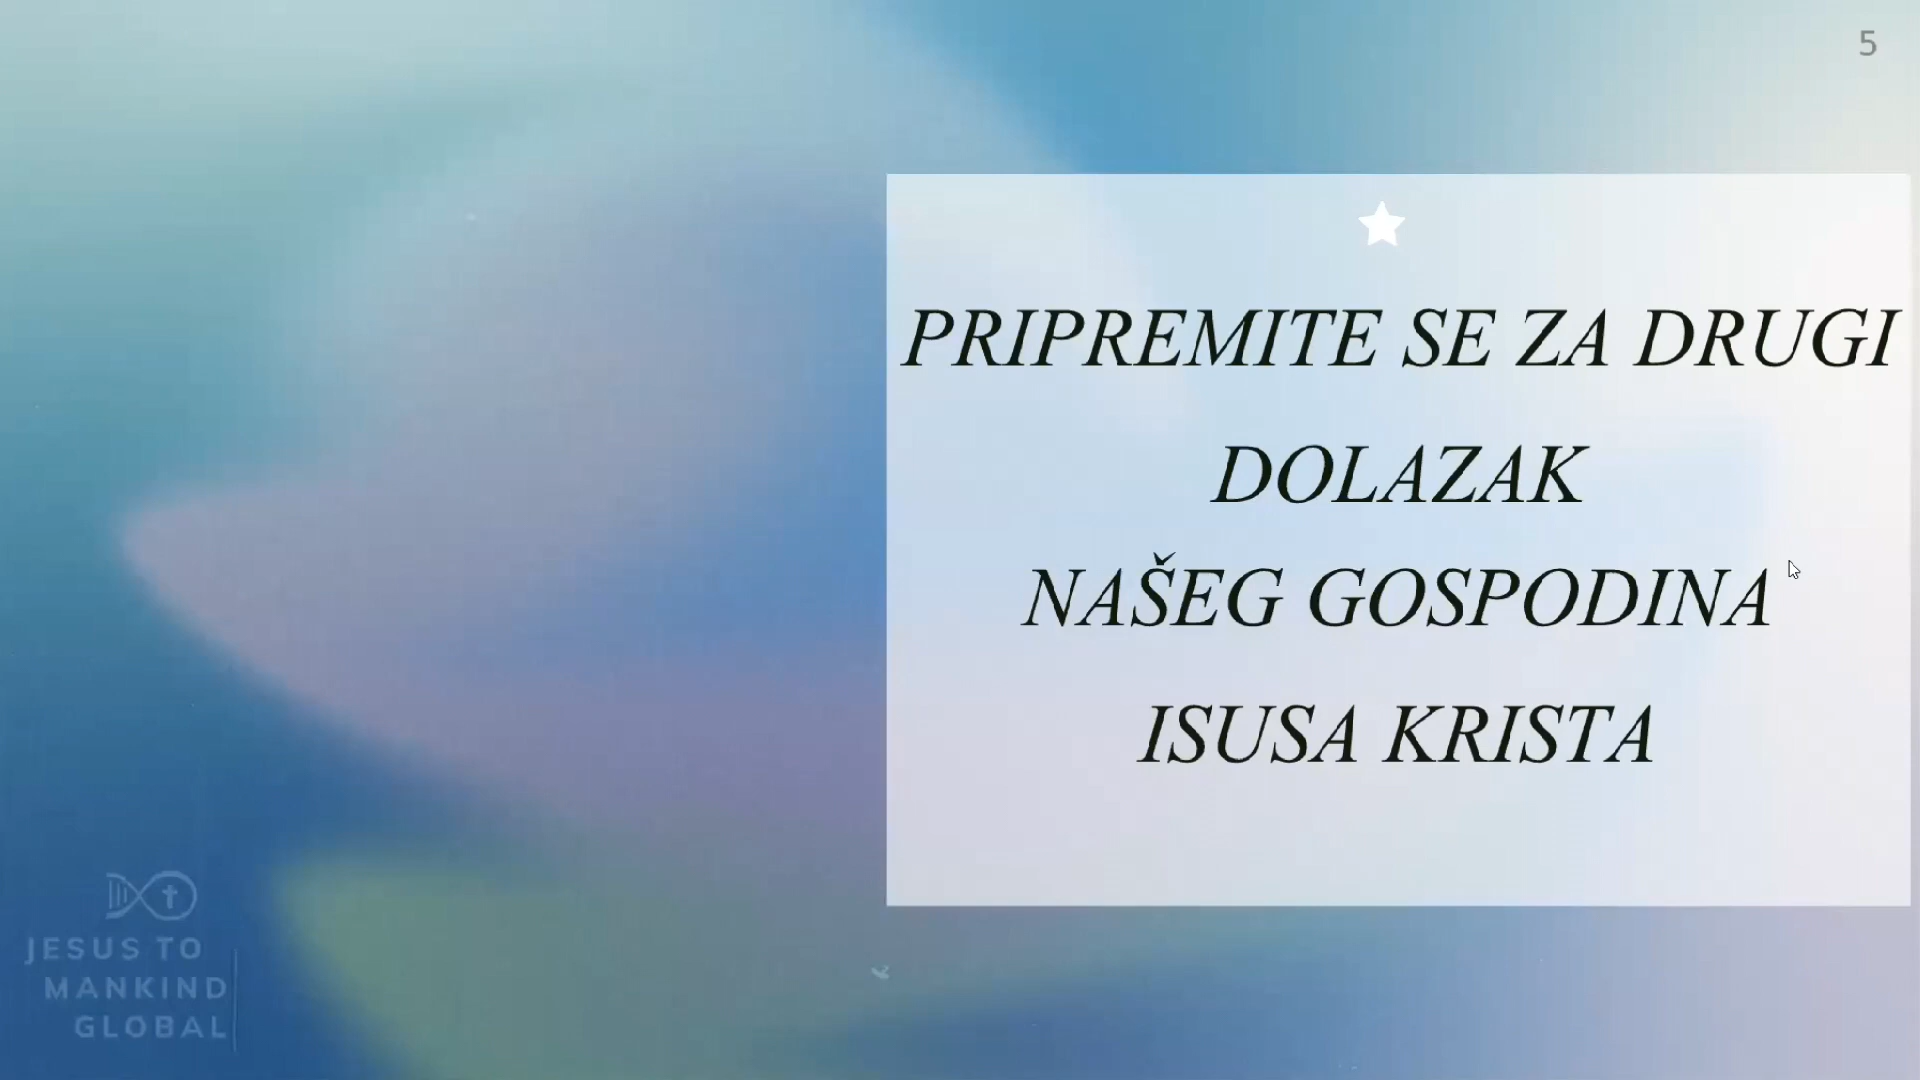 5
PRIPREMITE SE ZA DRUGI
DOLAZAK
NAŠEG GOSPODINA
ISUSA KRISTA
JESUS TO
MANKIND
GLOBAL